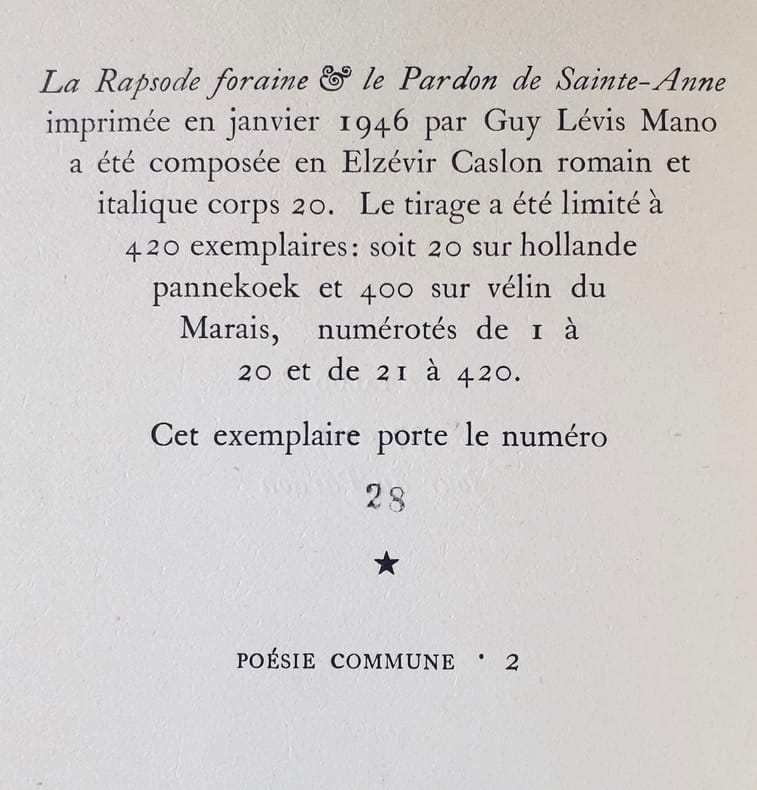 La Rapsode foraine & le Pardon de Sainte-Anne
imprimée en janvier 1946 par Guy Lévis Mano
a été composée en Elzévir Caslon romain et
italique corps 20. Le tirage a été limité à
420 exemplaires: soit 20 sur hollande
pannekoek et 400 sur vélin du
Marais, numérotés de 1 à
20 et de 21 à 420.
Cet exemplaire porte le numéro
28
★
POÉSIE COMMUNE · 2